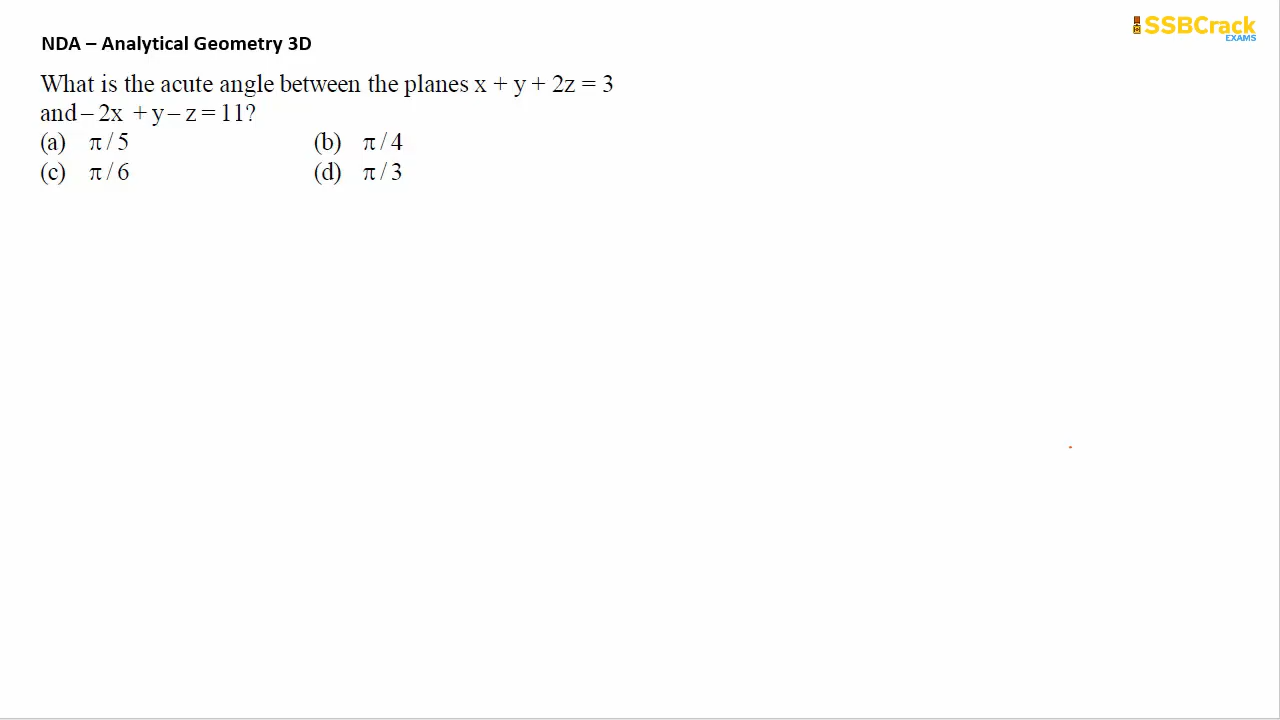 SSBCrack
EXAMS
NDA – Analytical Geometry 3D
What is the acute angle between the planes x + y + 2z = 3
and – 2x + y – z = 11?
(a) π / 5 (b) π / 4
(c) π / 6 (d) π / 3